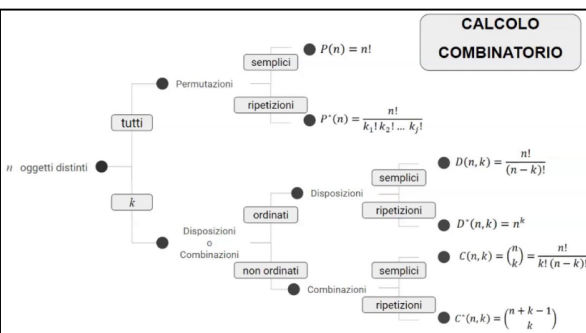 CALCOLO
COMBINATORIO
semplici
P(n) = n!
Permutazioni
ripetizioni
P*(n) = n! / (k₁! k₂! … kⱼ!)
tutti
n oggetti distinti
k
Disposizioni
o
Combinazioni
ordinati
Disposizioni
semplici
D(n, k) = n! / (n − k)!
ripetizioni
D*(n, k) = nᵏ
non ordinati
Combinazioni
semplici
C(n, k) = (n k) = n! / (k! (n − k)!)
ripetizioni
C*(n, k) = (n + k − 1 k)